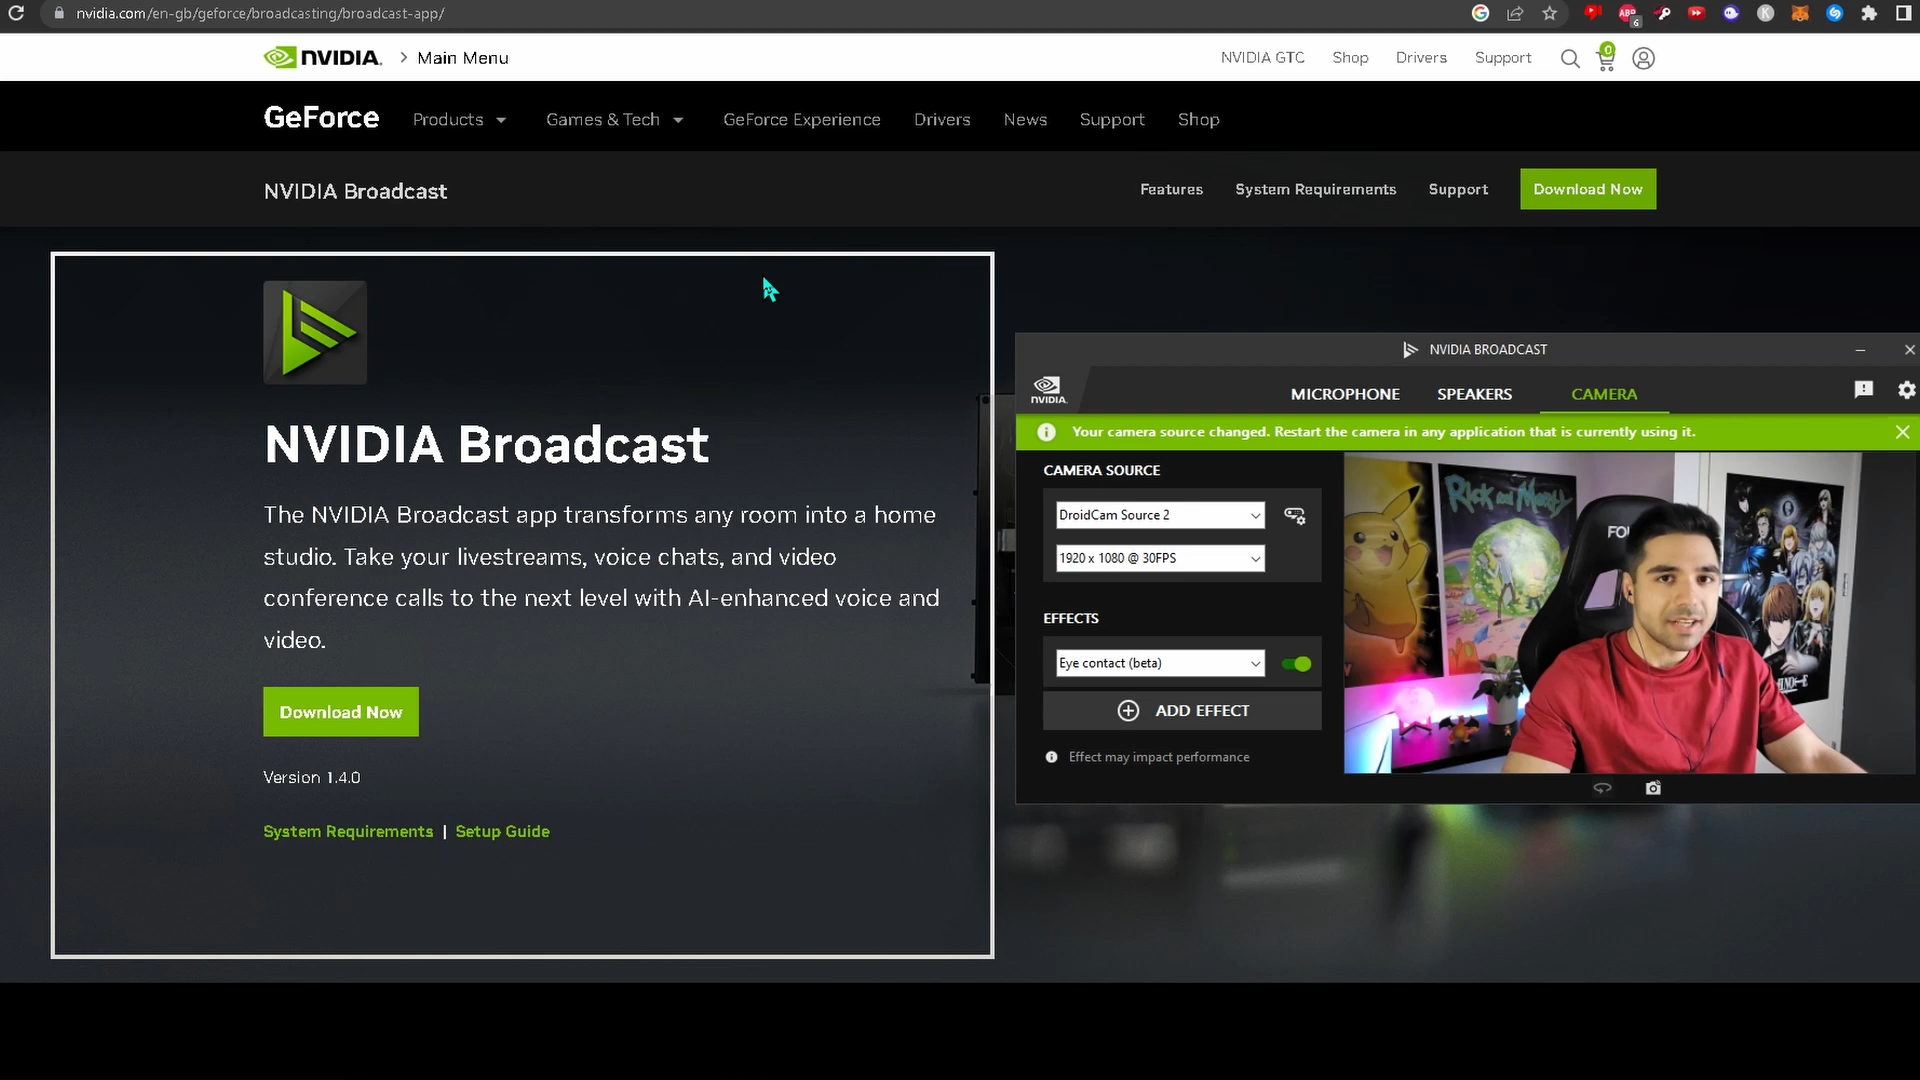 nvidia.com/en-gb/geforce/broadcasting/broadcast-app/
ABP
6
K
NVIDIA.
Main Menu
NVIDIA GTC
Shop
Drivers
Support
0
GeForce
Products
Games & Tech
GeForce Experience
Drivers
News
Support
Shop
NVIDIA Broadcast
Features
System Requirements
Support
Download Now
NVIDIA Broadcast
The NVIDIA Broadcast app transforms any room into a home
studio. Take your livestreams, voice chats, and video
conference calls to the next level with AI-enhanced voice and
video.
Download Now
Version 1.4.0
System Requirements | Setup Guide
NVIDIA BROADCAST
NVIDIA.
MICROPHONE
SPEAKERS
CAMERA
Your camera source changed. Restart the camera in any application that is currently using it.
CAMERA SOURCE
DroidCam Source 2
1920 x 1080 @ 30FPS
EFFECTS
Eye contact (beta)
ADD EFFECT
Effect may impact performance
Rick and Morty